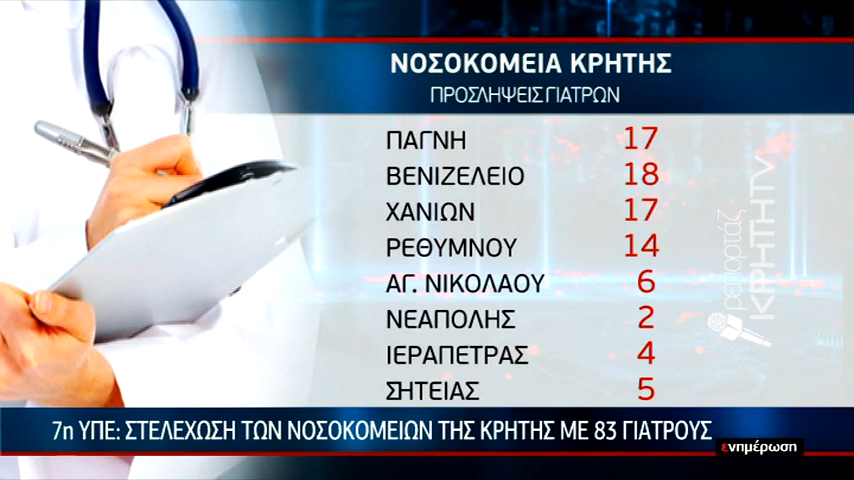 ΝΟΣΟΚΟΜΕΙΑ ΚΡΗΤΗΣ
ΠΡΟΣΛΗΨΕΙΣ ΓΙΑΤΡΩΝ
ΠΑΓΝΗ 17
ΒΕΝΙΖΕΛΕΙΟ 18
ΧΑΝΙΩΝ 17
ΡΕΘΥΜΝΟΥ 14
ΑΓ. ΝΙΚΟΛΑΟΥ 6
ΝΕΑΠΟΛΗΣ 2
ΙΕΡΑΠΕΤΡΑΣ 4
ΣΗΤΕΙΑΣ 5
ρεπορτάζ
ΚΡΗΤΗTV
7η ΥΠΕ: ΣΤΕΛΕΧΩΣΗ ΤΩΝ ΝΟΣΟΚΟΜΕΙΩΝ ΤΗΣ ΚΡΗΤΗΣ ΜΕ 83 ΓΙΑΤΡΟΥΣ
ενημέρωση